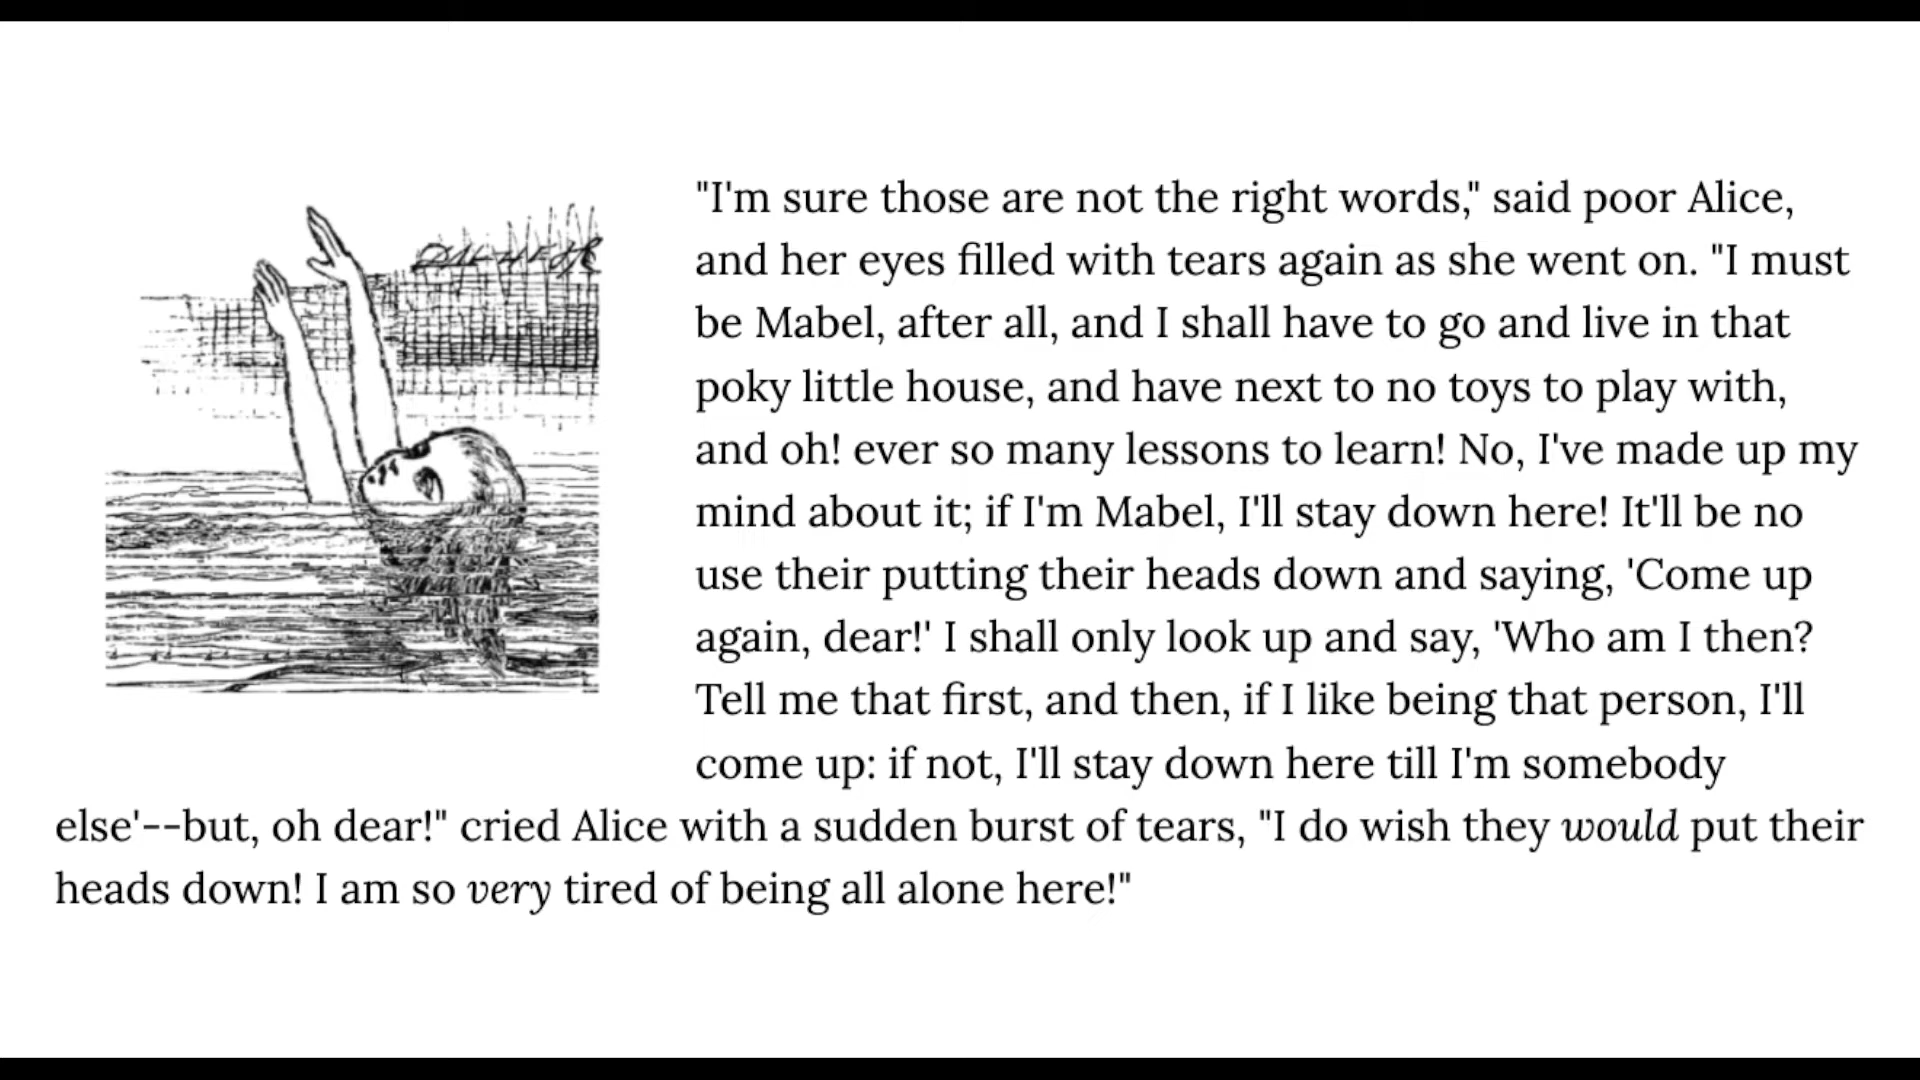 "I'm sure those are not the right words," said poor Alice,
and her eyes filled with tears again as she went on. "I must
be Mabel, after all, and I shall have to go and live in that
poky little house, and have next to no toys to play with,
and oh! ever so many lessons to learn! No, I've made up my
mind about it; if I'm Mabel, I'll stay down here! It'll be no
use their putting their heads down and saying, 'Come up
again, dear!' I shall only look up and say, 'Who am I then?
Tell me that first, and then, if I like being that person, I'll
come up: if not, I'll stay down here till I'm somebody
else'--but, oh dear!" cried Alice with a sudden burst of tears, "I do wish they would put their
heads down! I am so very tired of being all alone here!"